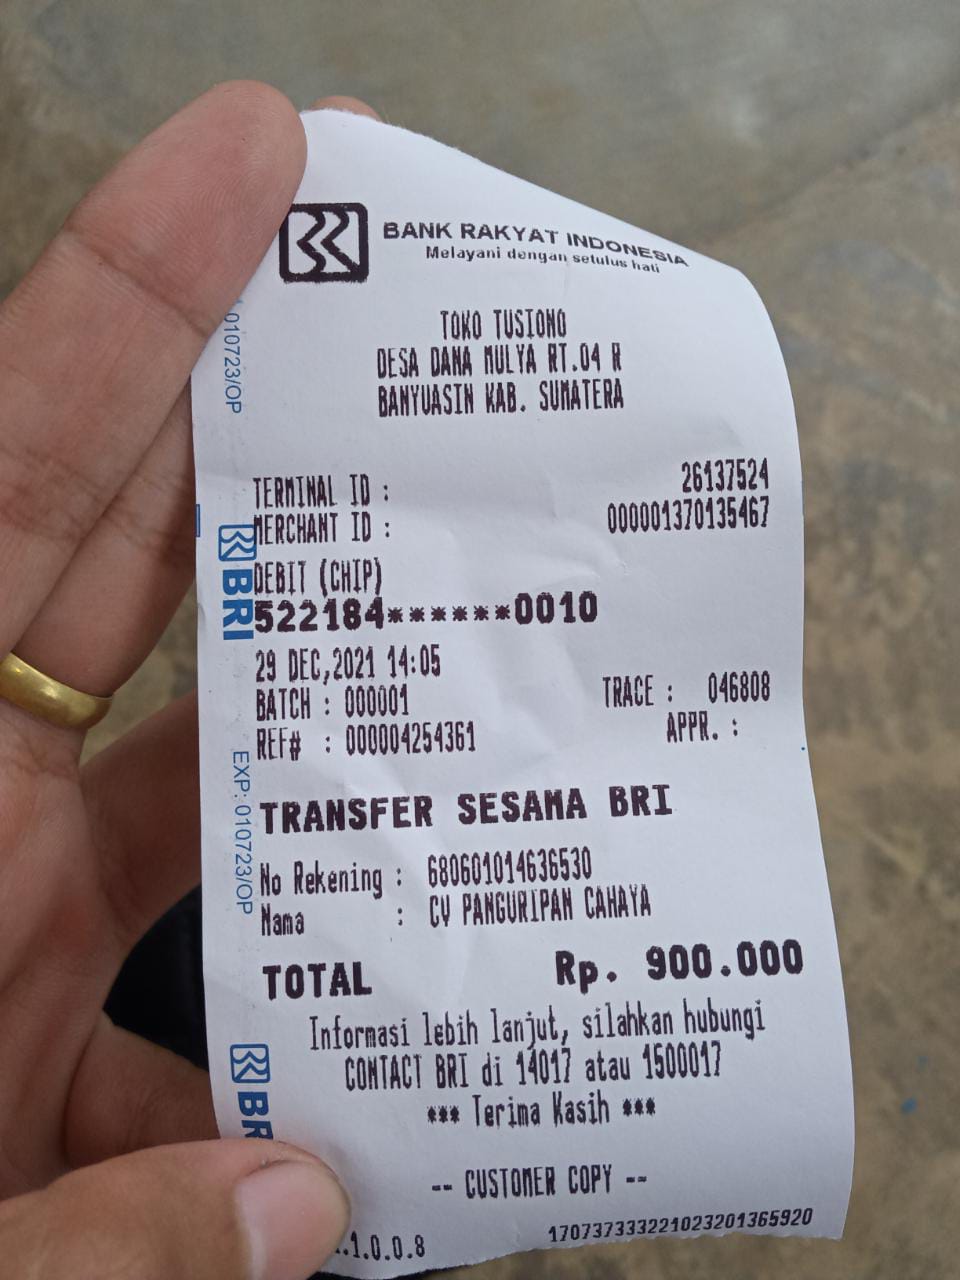 BANK RAKYAT INDONESIA
Melayani dengan setulus hati
TOKO TUSIONO
DESA DANA MULYA RT.04 R
BANYUASIN KAB. SUMATERA
TERMINAL ID : 26137524
MERCHANT ID : 000001370135467
DEBIT (CHIP)
522184******0010
29 DEC,2021 14:05
BATCH : 000001 TRACE : 046808
REF# : 000004254361 APPR. :
TRANSFER SESAMA BRI
No Rekening : 680601014636530
Nama : CV PANGURIPAN CAHAYA
TOTAL Rp. 900.000
Informasi lebih lanjut, silahkan hubungi
CONTACT BRI di 14017 atau 1500017
*** Terima Kasih ***
-- CUSTOMER COPY --
.1.0.0.8 170737333221023201365920
010723/OP
BRI
EXP: 010723/OP
BRI